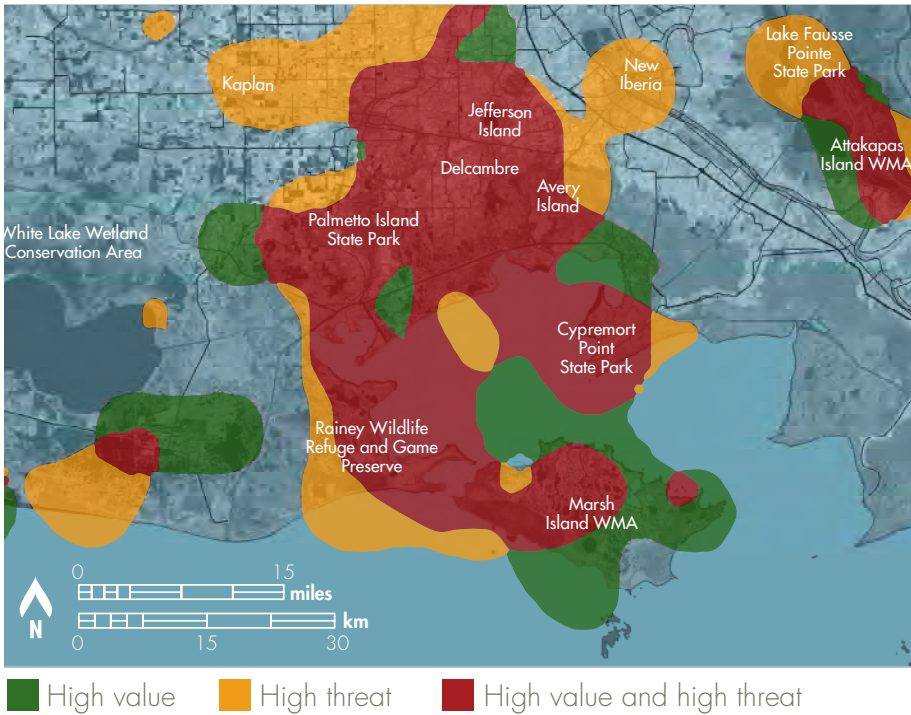 Lake Fausse
Pointe
State Park
Kaplan
New
Iberia
Jefferson
Island
Attakapas
Island WMA
Delcambre
Avery
Island
Palmetto Island
State Park
White Lake Wetland
Conservation Area
Cypremort
Point
State Park
Rainey Wildlife
Refuge and Game
Preserve
Marsh
Island WMA
0 15
miles
km
0 15 30
N
High value High threat High value and high threat